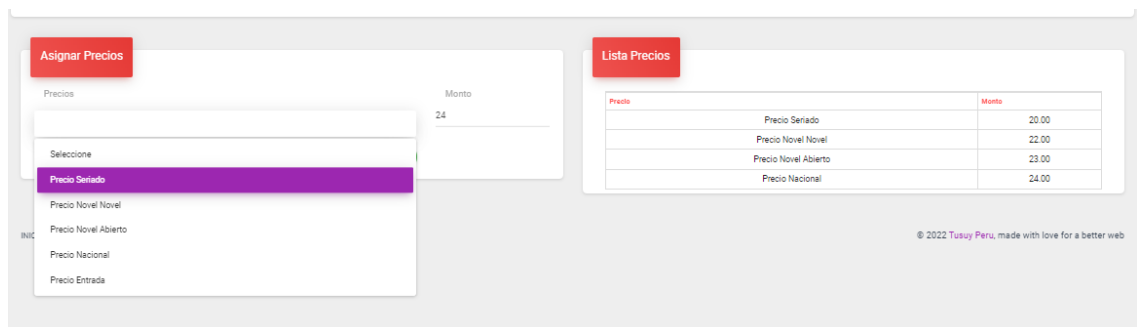 Asignar Precios
Precios
Monto
24
Seleccione
Precio Seriado
Precio Novel Novel
Precio Novel Abierto
Precio Nacional
Precio Entrada
Lista Precios
Precio Monto
Precio Seriado 20.00
Precio Novel Novel 22.00
Precio Novel Abierto 23.00
Precio Nacional 24.00
© 2022 Tusuy Peru, made with love for a better web